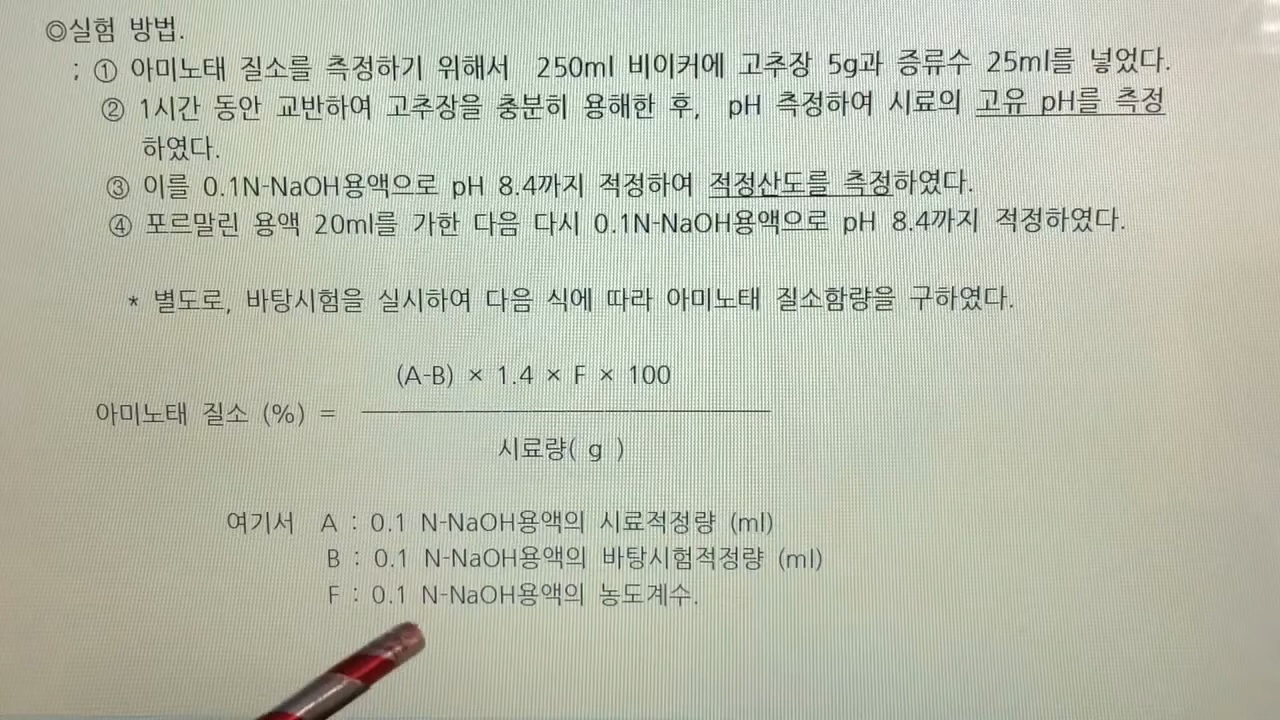 ◎실험 방법.
; ① 아미노태 질소를 측정하기 위해서 250ml 비이커에 고추장 5g과 증류수 25ml를 넣었다.
② 1시간 동안 교반하여 고추장을 충분히 용해한 후, pH 측정하여 시료의 고유 pH를 측정
하였다.
③ 이를 0.1N-NaOH용액으로 pH 8.4까지 적정하여 적정산도를 측정하였다.
④ 포르말린 용액 20ml를 가한 다음 다시 0.1N-NaOH용액으로 pH 8.4까지 적정하였다.
* 별도로, 바탕시험을 실시하여 다음 식에 따라 아미노태 질소함량을 구하였다.
(A-B) × 1.4 × F × 100
아미노태 질소 (%) =
시료량( g )
여기서 A : 0.1 N-NaOH용액의 시료적정량 (ml)
B : 0.1 N-NaOH용액의 바탕시험적정량 (ml)
F : 0.1 N-NaOH용액의 농도계수.